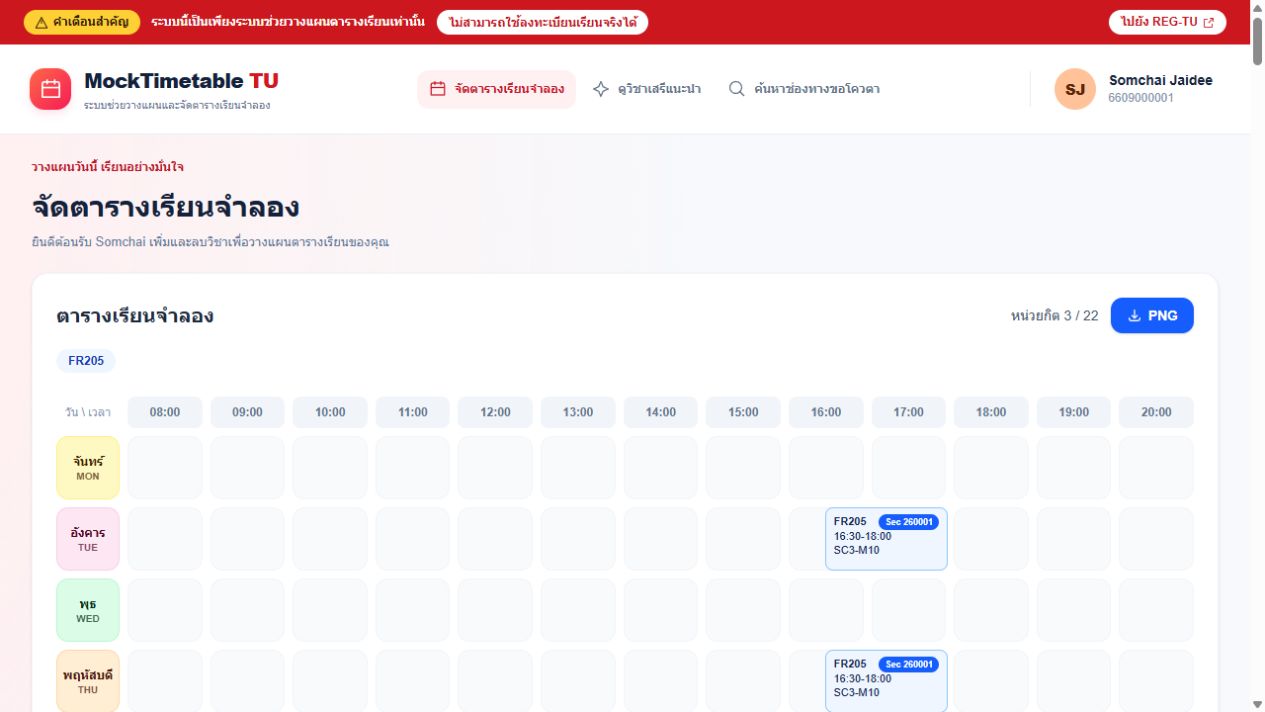 คำเตือนสำคัญ ระบบนี้เป็นเพียงระบบช่วยวางแผนตารางเรียนเท่านั้น ไม่สามารถใช้ลงทะเบียนเรียนจริงได้ ไปยัง REG-TU
MockTimetable TU
ระบบช่วยวางแผนและจัดตารางเรียนจำลอง
จัดตารางเรียนจำลอง ดูวิชาเสรีแนะนำ ค้นหาช่องทางขอโควตา
SJ
Somchai Jaidee
6609000001
วางแผนวันนี้ เรียนอย่างมั่นใจ
จัดตารางเรียนจำลอง
ยินดีต้อนรับ Somchai เพิ่มและลบวิชาเพื่อวางแผนตารางเรียนของคุณ
ตารางเรียนจำลอง หน่วยกิต 3 / 22 PNG
FR205
วัน \ เวลา 08:00 09:00 10:00 11:00 12:00 13:00 14:00 15:00 16:00 17:00 18:00 19:00 20:00
จันทร์
MON
อังคาร
TUE
FR205 Sec 260001
16:30-18:00
SC3-M10
พุธ
WED
พฤหัสบดี
THU
FR205 Sec 260001
16:30-18:00
SC3-M10